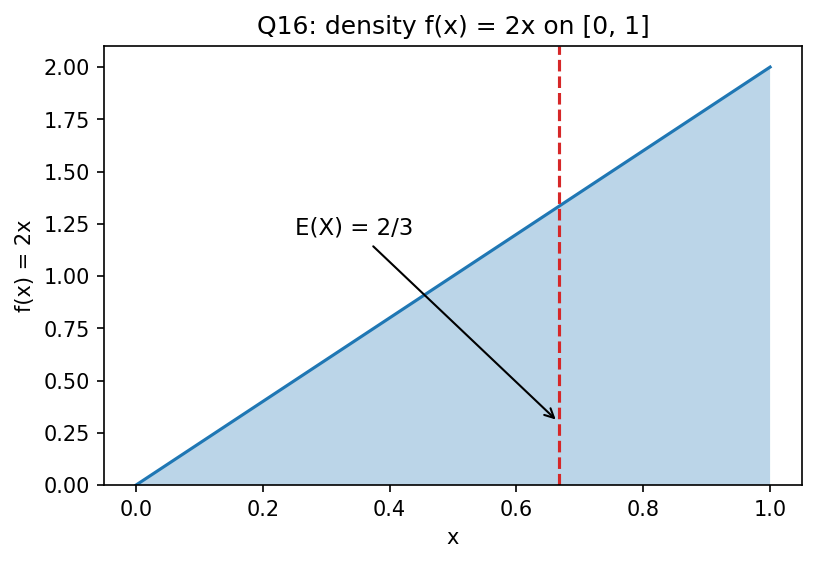 Q16: density f(x) = 2x on [0, 1]
2.00
1.75
1.50
1.25
1.00
0.75
0.50
0.25
0.00
f(x) = 2x
E(X) = 2/3
0.0 0.2 0.4 0.6 0.8 1.0
x